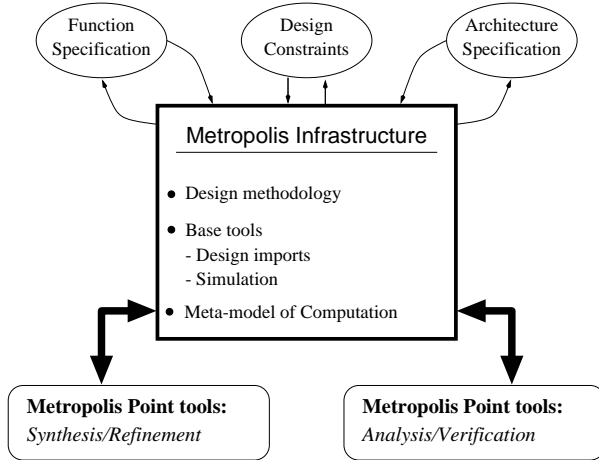 Function
Specification
Design
Constraints
Architecture
Specification
Metropolis Infrastructure
• Design methodology
• Base tools
- Design imports
- Simulation
• Meta-model of Computation
Metropolis Point tools:
Synthesis/Refinement
Metropolis Point tools:
Analysis/Verification